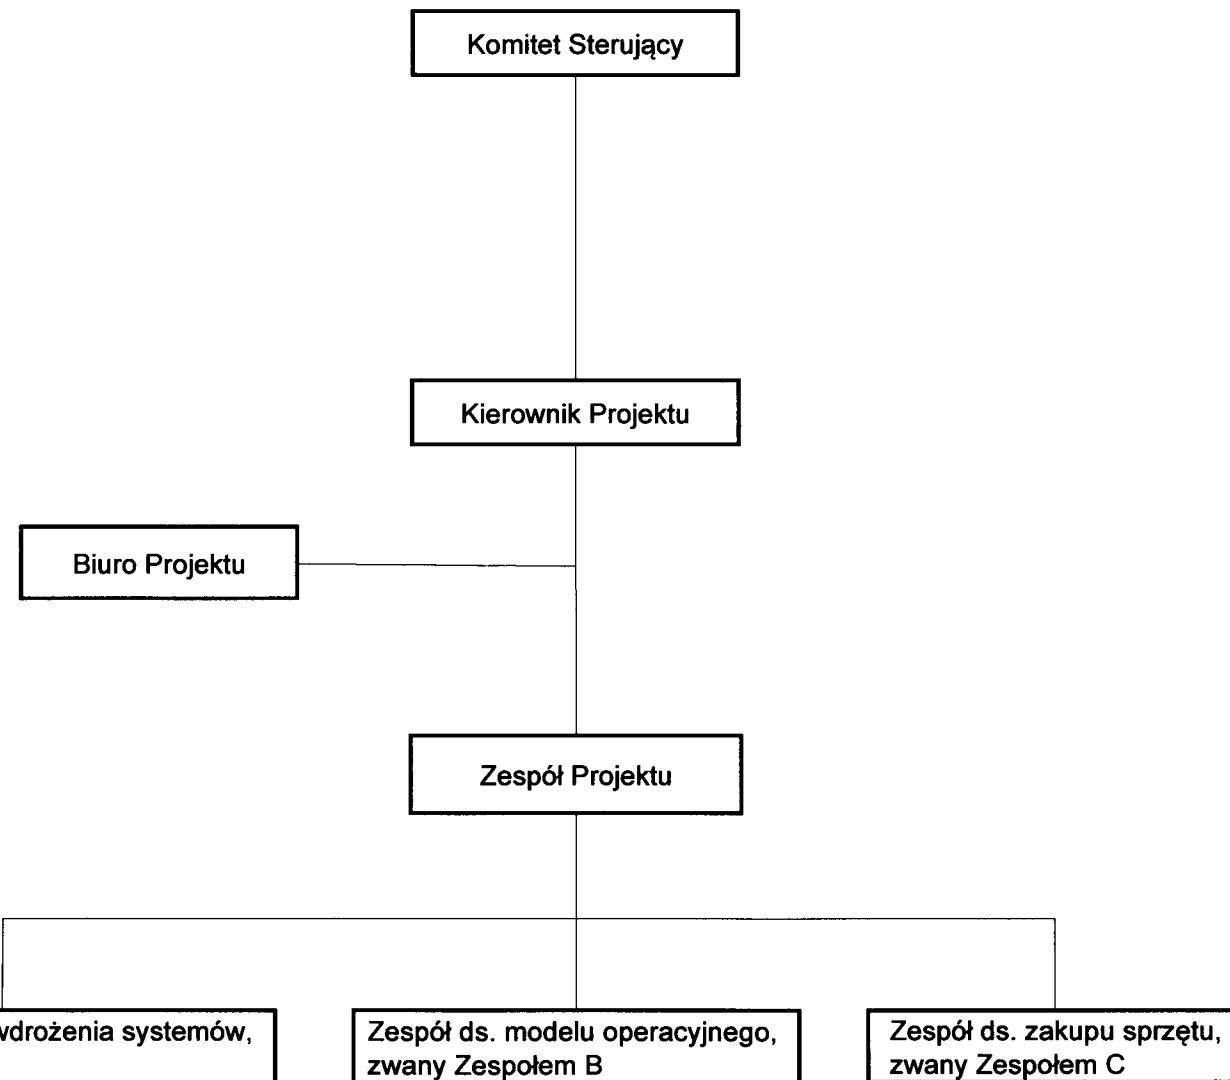 Komitet Sterujący
Kierownik Projektu
Biuro Projektu
Zespół Projektu
wdrożenia systemów,
Zespół ds. modelu operacyjnego,
zwany Zespołem B
Zespół ds. zakupu sprzętu,
zwany Zespołem C